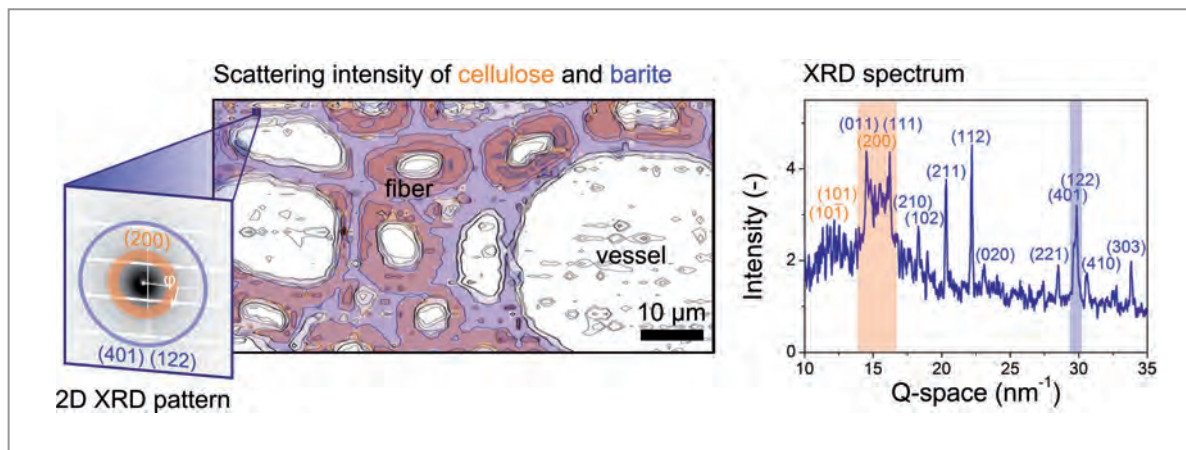 Scattering intensity of cellulose and barite
fiber
vessel
10 µm
(200)
φ
(401) (122)
2D XRD pattern
XRD spectrum
Intensity (-)
4
2
0
(101)
(101̄)
(011) (111)
(200)
(210)
(102)
(211)
(112)
(020)
(221)
(122)
(401)
(410)
(303)
10 15 20 25 30 35
Q-space (nm⁻¹)